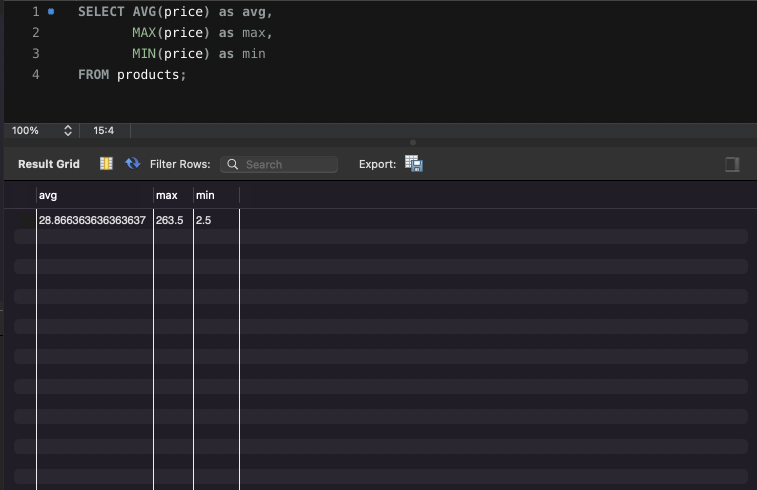 1 SELECT AVG(price) as avg,
2 MAX(price) as max,
3 MIN(price) as min
4 FROM products;
100% 15:4
Result Grid Filter Rows: Search Export:
avg max min
28.866363636363637 263.5 2.5